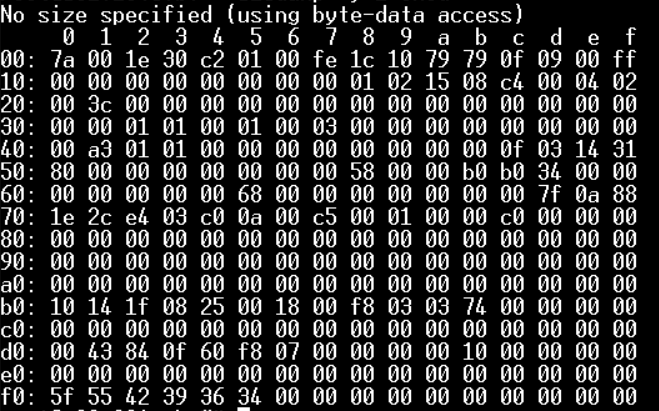 No size specified (using byte-data access)
0 1 2 3 4 5 6 7 8 9 a b c d e f
00: 7a 00 1e 30 c2 01 00 fe 1c 10 79 79 0f 09 00 ff
10: 00 00 00 00 00 00 00 00 01 02 15 08 c4 00 04 02
20: 00 3c 00 00 00 00 00 00 00 00 00 00 00 00 00 00
30: 00 00 01 01 00 01 00 03 00 00 00 00 00 00 00 00
40: 00 a3 01 01 00 00 00 00 00 00 00 00 0f 03 14 31
50: 80 00 00 00 00 00 00 00 58 00 00 b0 b0 34 00 00
60: 00 00 00 00 00 68 00 00 00 00 00 00 00 7f 0a 88
70: 1e 2c e4 03 c0 0a 00 c5 00 01 00 00 c0 00 00 00
80: 00 00 00 00 00 00 00 00 00 00 00 00 00 00 00 00
90: 00 00 00 00 00 00 00 00 00 00 00 00 00 00 00 00
a0: 00 00 00 00 00 00 00 00 00 00 00 00 00 00 00 00
b0: 10 14 1f 08 25 00 18 00 f8 03 03 74 00 00 00 00
c0: 00 00 00 00 00 00 00 00 00 00 00 00 00 00 00 00
d0: 00 43 84 0f 60 f8 07 00 00 00 00 10 00 00 00 00
e0: 00 00 00 00 00 00 00 00 00 00 00 00 00 00 00 00
f0: 5f 55 42 39 36 34 00 00 00 00 00 00 00 00 00 00